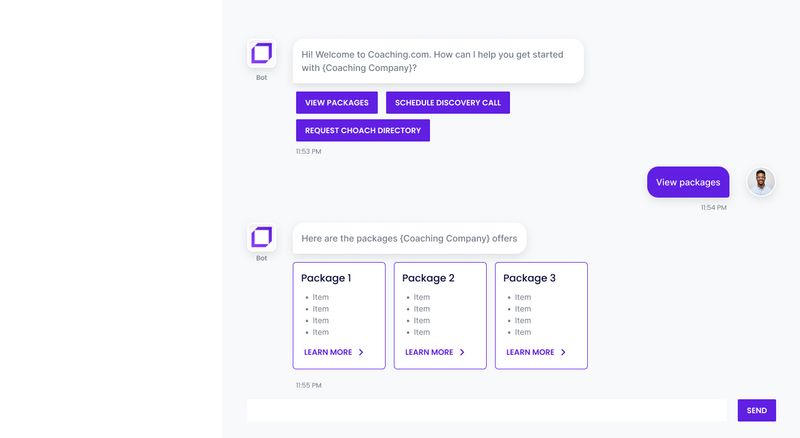 Hi! Welcome to Coaching.com. How can I help you get started
with {Coaching Company}?
Bot
VIEW PACKAGES
SCHEDULE DISCOVERY CALL
REQUEST CHOACH DIRECTORY
11:53 PM
View packages
11:54 PM
Here are the packages {Coaching Company} offers
Bot
Package 1
• Item
• Item
• Item
• Item
LEARN MORE
Package 2
• Item
• Item
• Item
• Item
LEARN MORE
Package 3
• Item
• Item
• Item
• Item
LEARN MORE
11:55 PM
SEND